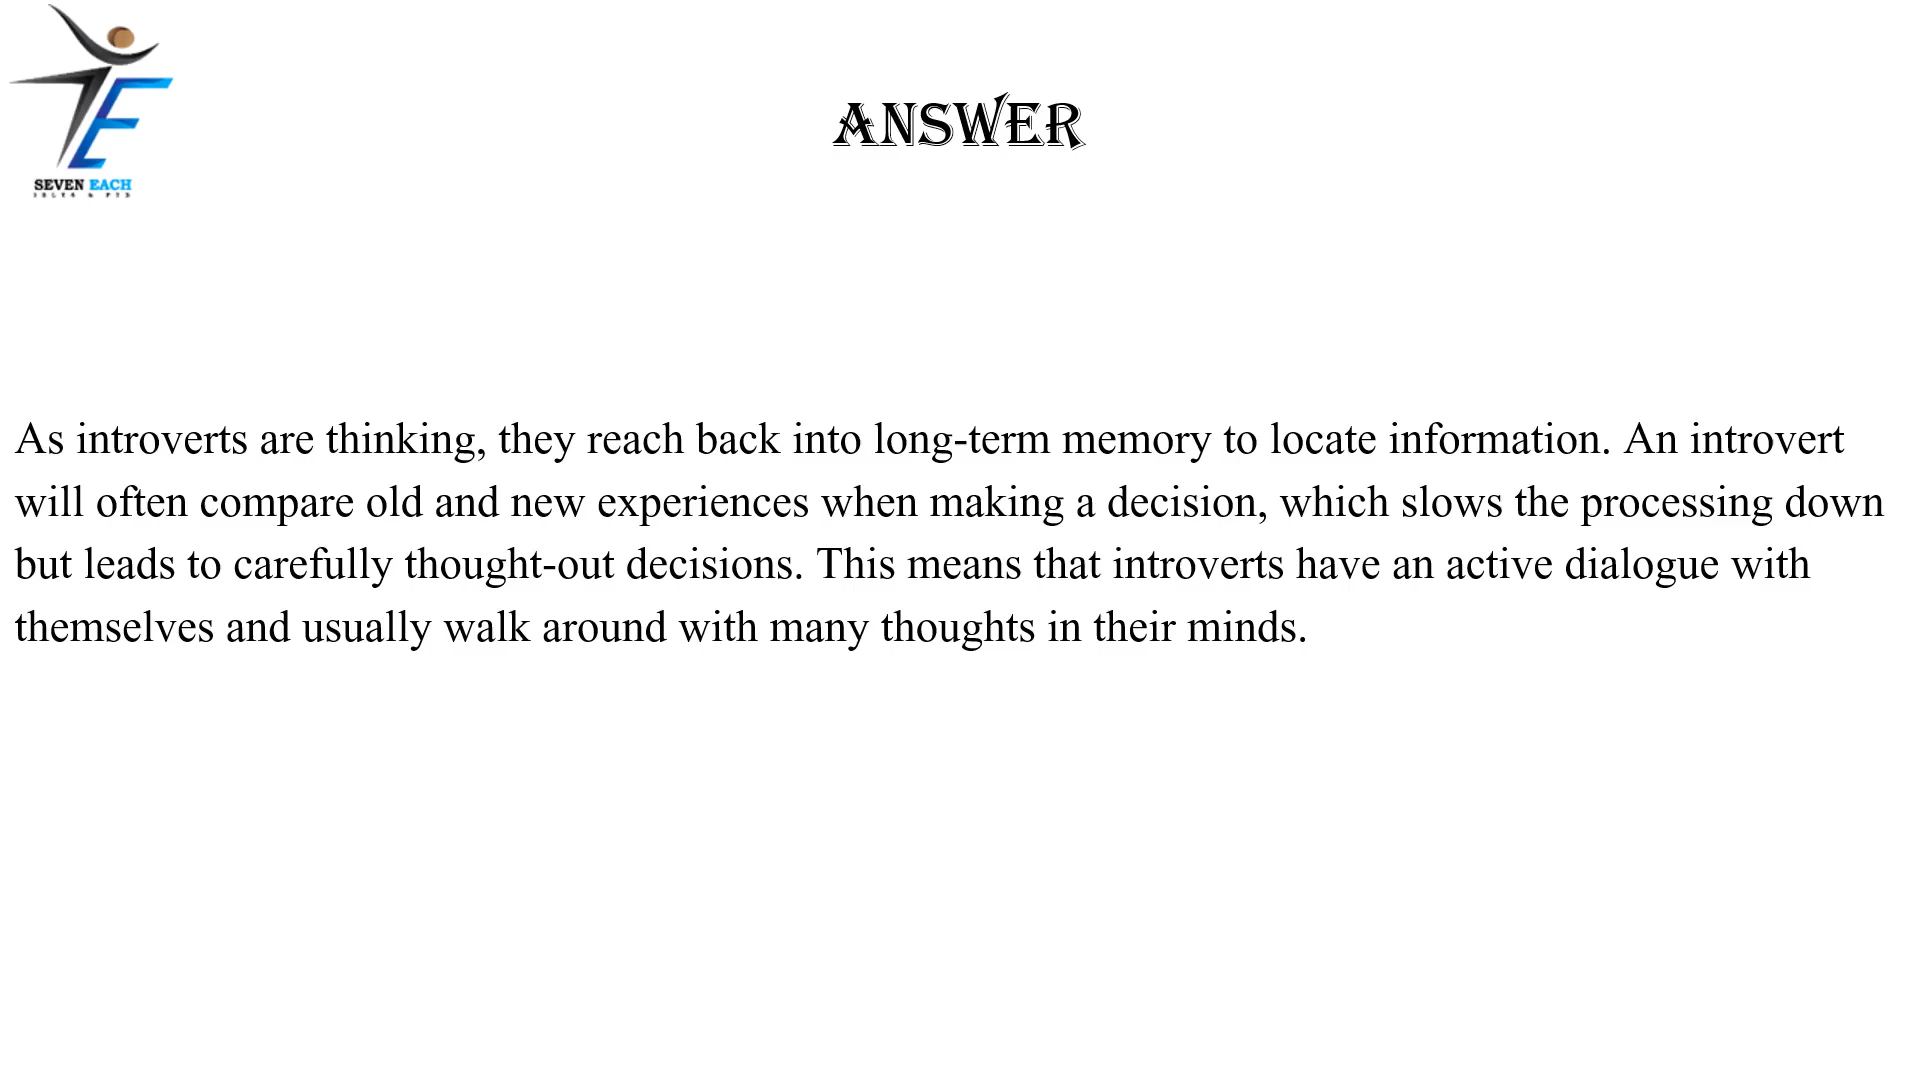 SEVEN EACH
ANSWER
As introverts are thinking, they reach back into long-term memory to locate information. An introvert
will often compare old and new experiences when making a decision, which slows the processing down
but leads to carefully thought-out decisions. This means that introverts have an active dialogue with
themselves and usually walk around with many thoughts in their minds.